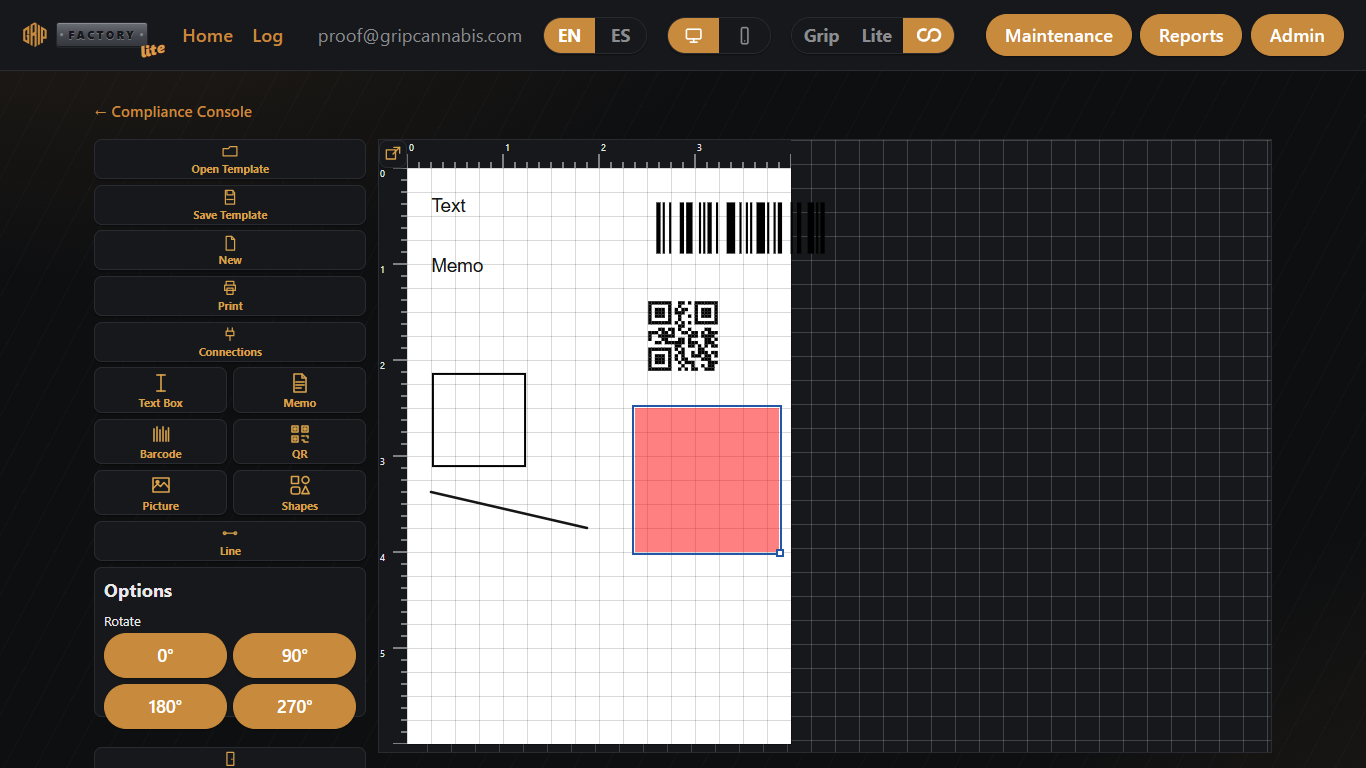 GRIP FACTORY lite
Home
Log
proof@gripcannabis.com
EN
ES
Grip
Lite
Maintenance
Reports
Admin
← Compliance Console
Open Template
Save Template
New
Print
Connections
Text Box
Memo
Barcode
QR
Picture
Shapes
Line
Options
Rotate
0°
90°
180°
270°
0
1
2
3
0
1
2
3
4
5
Text
Memo